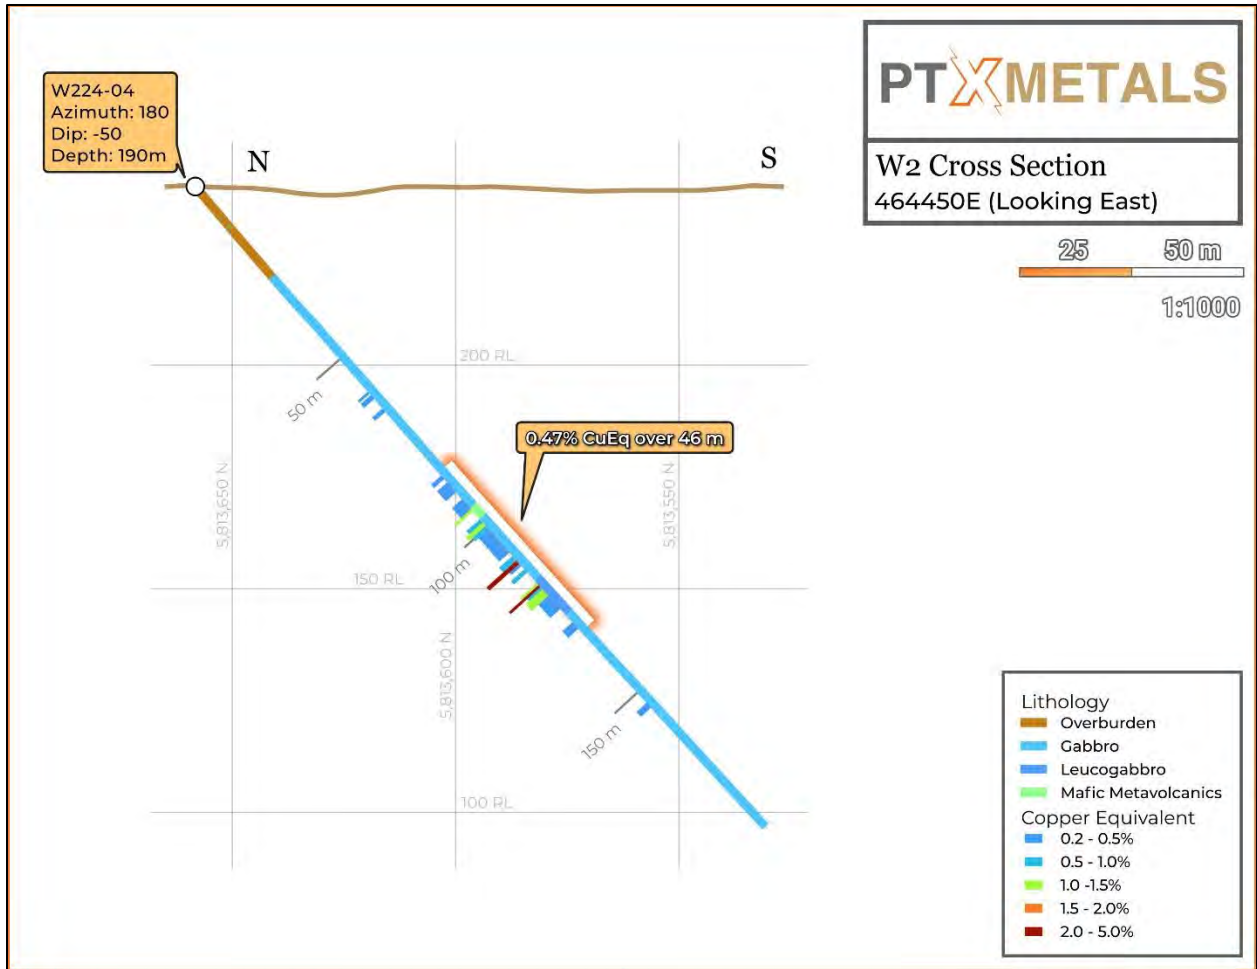 PTXMETALS
W2 Cross Section
464450E (Looking East)
25 50 m
1:1000
W224-04
Azimuth: 180
Dip: -50
Depth: 190m
N
S
200 RL
50 m
0.47% CuEq over 46 m
5,813,650 N
5,813,550 N
100 m
150 RL
5,813,600 N
150 m
100 RL
Lithology
Overburden
Gabbro
Leucogabbro
Mafic Metavolcanics
Copper Equivalent
0.2 - 0.5%
0.5 - 1.0%
1.0 -1.5%
1.5 - 2.0%
2.0 - 5.0%